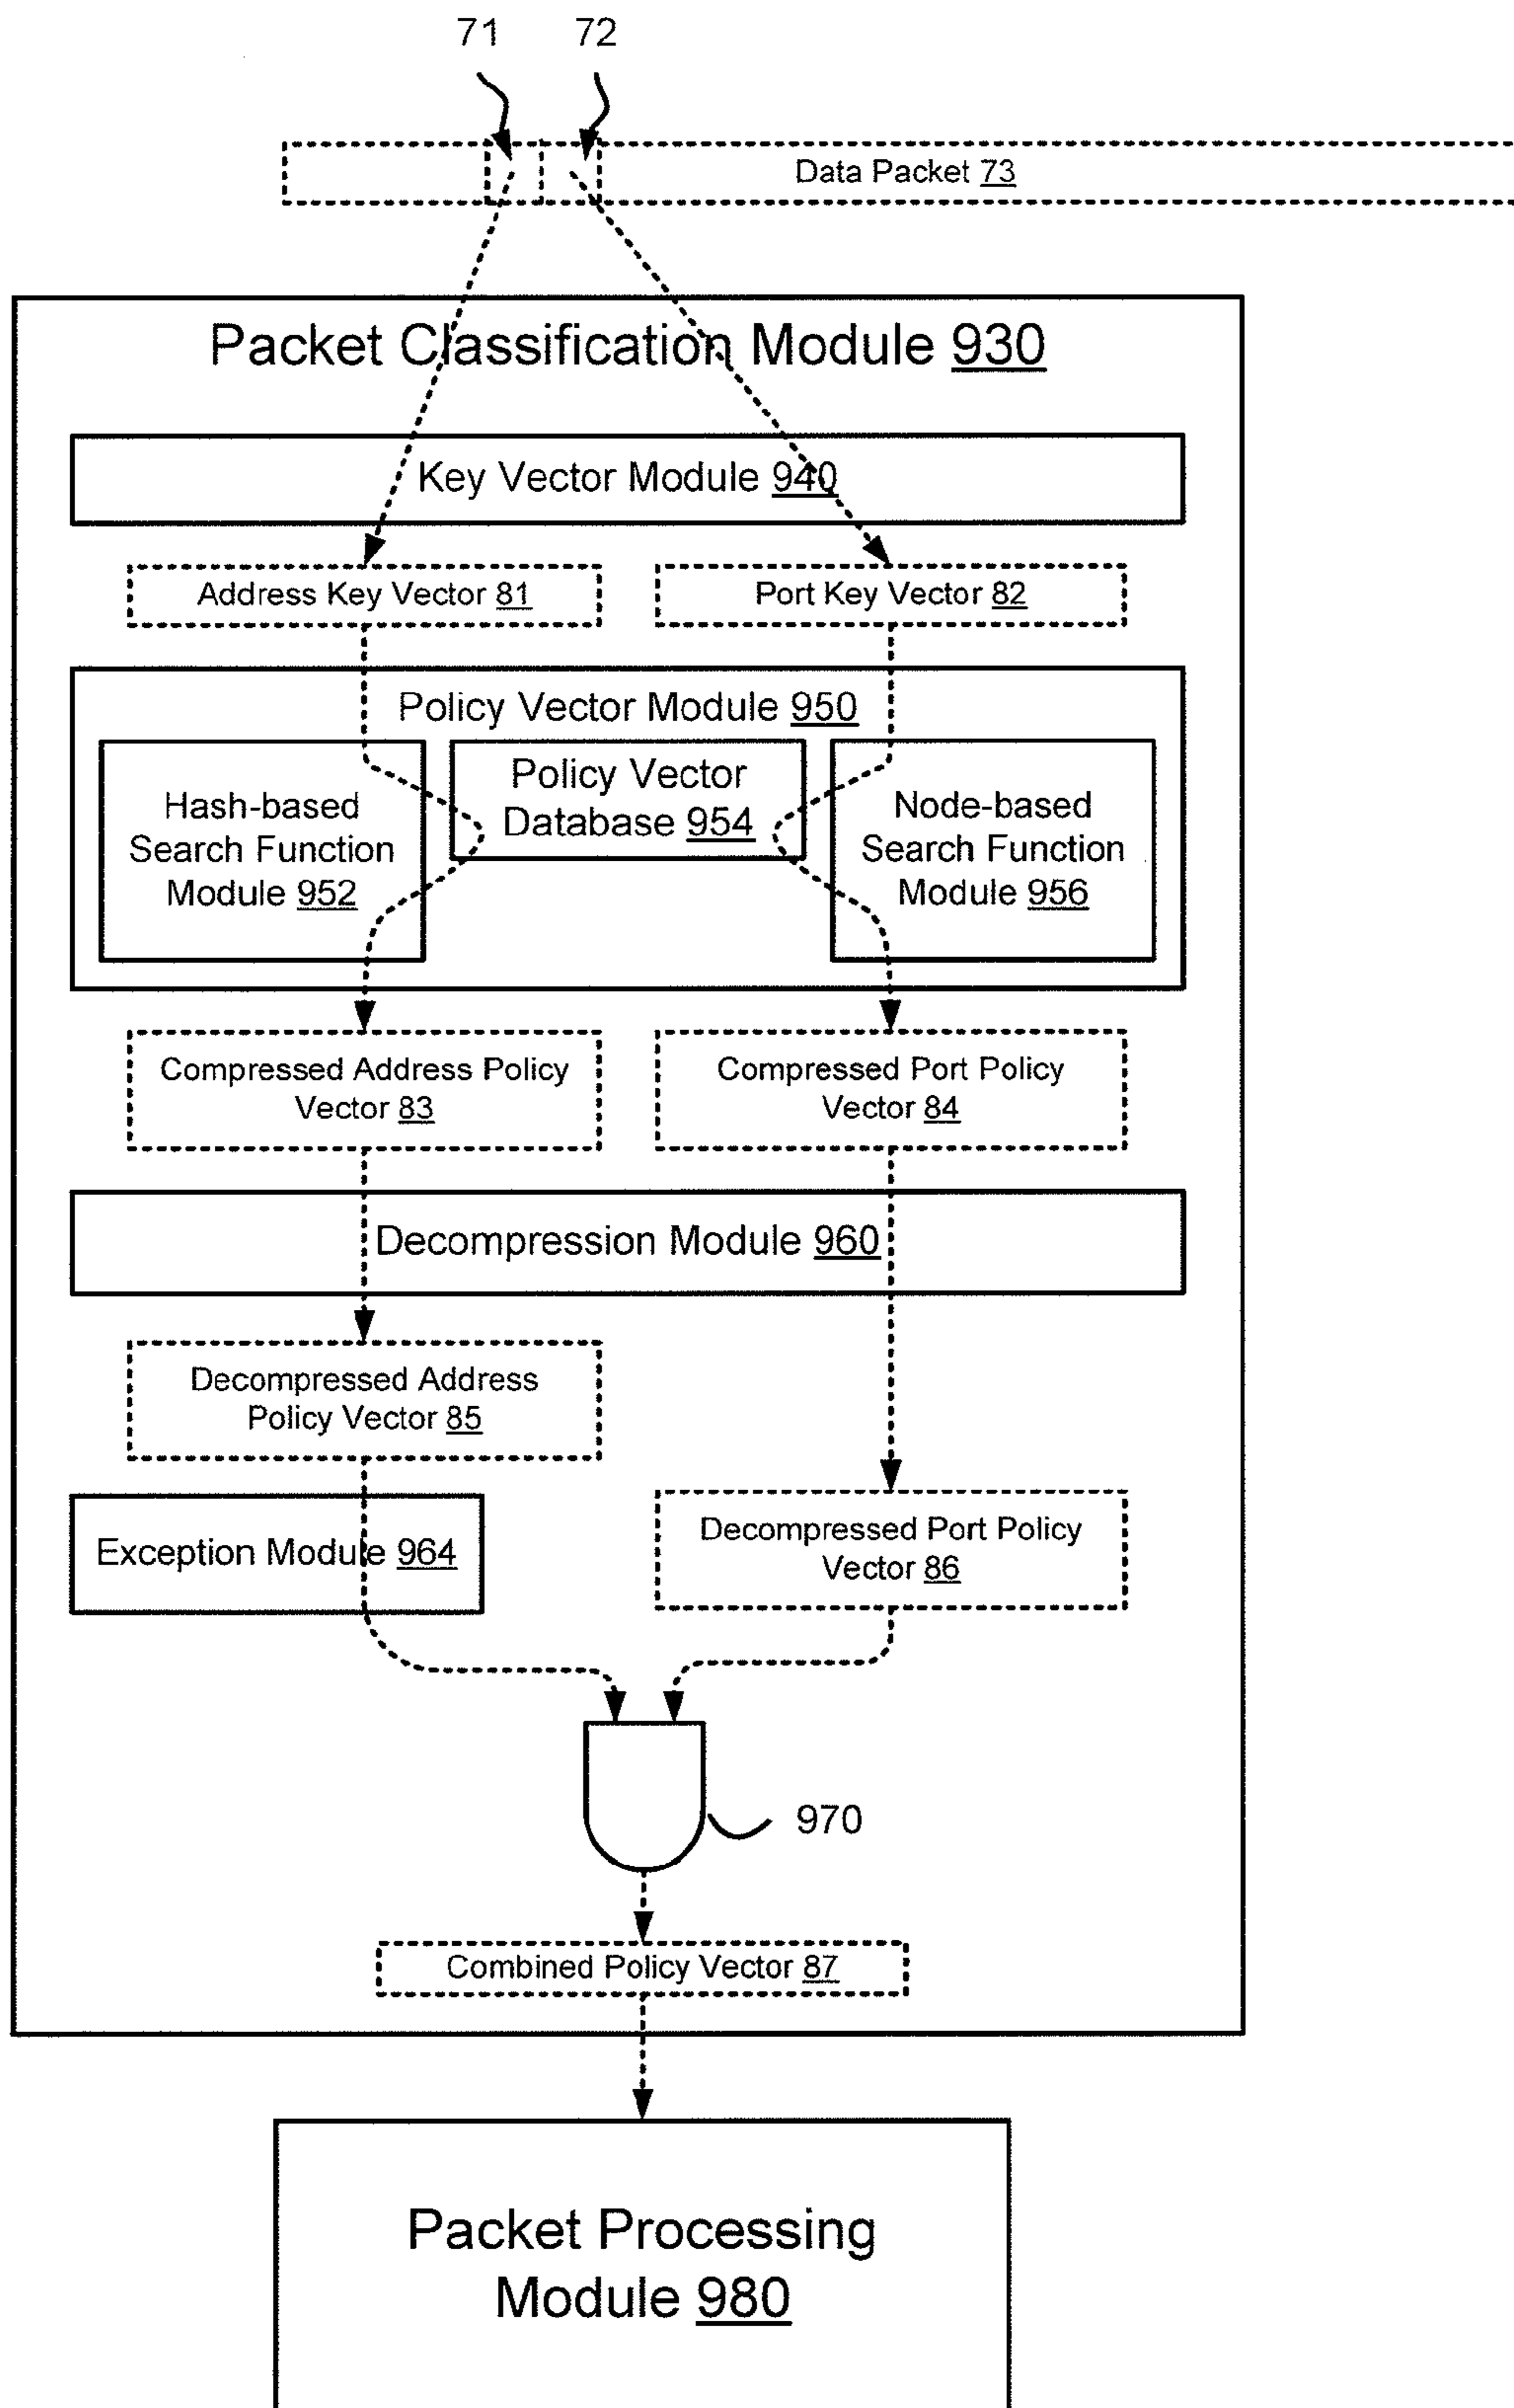 71 72
Data Packet 73
Packet Classification Module 930
Key Vector Module 940
Address Key Vector 81
Port Key Vector 82
Policy Vector Module 950
Hash-based
Search Function
Module 952
Policy Vector
Database 954
Node-based
Search Function
Module 956
Compressed Address Policy
Vector 83
Compressed Port Policy
Vector 84
Decompression Module 960
Decompressed Address
Policy Vector 85
Exception Module 964
Decompressed Port Policy
Vector 86
970
Combined Policy Vector 87
Packet Processing
Module 980